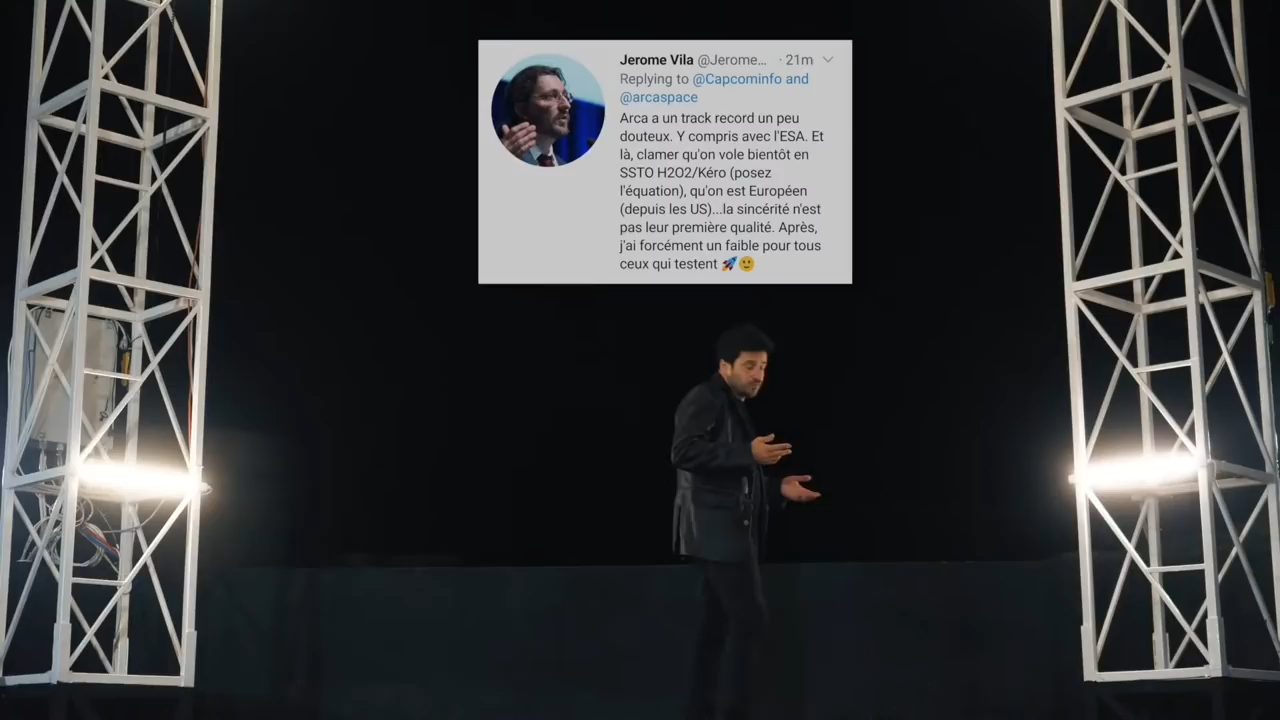 Jerome Vila @Jerome... · 21m
Replying to @Capcominfo and
@arcaspace
Arca a un track record un peu
douteux. Y compris avec l'ESA. Et
là, clamer qu'on vole bientôt en
SSTO H2O2/Kéro (posez
l'équation), qu'on est Européen
(depuis les US)...la sincérité n'est
pas leur première qualité. Après,
j'ai forcément un faible pour tous
ceux qui testent 🚀🙂